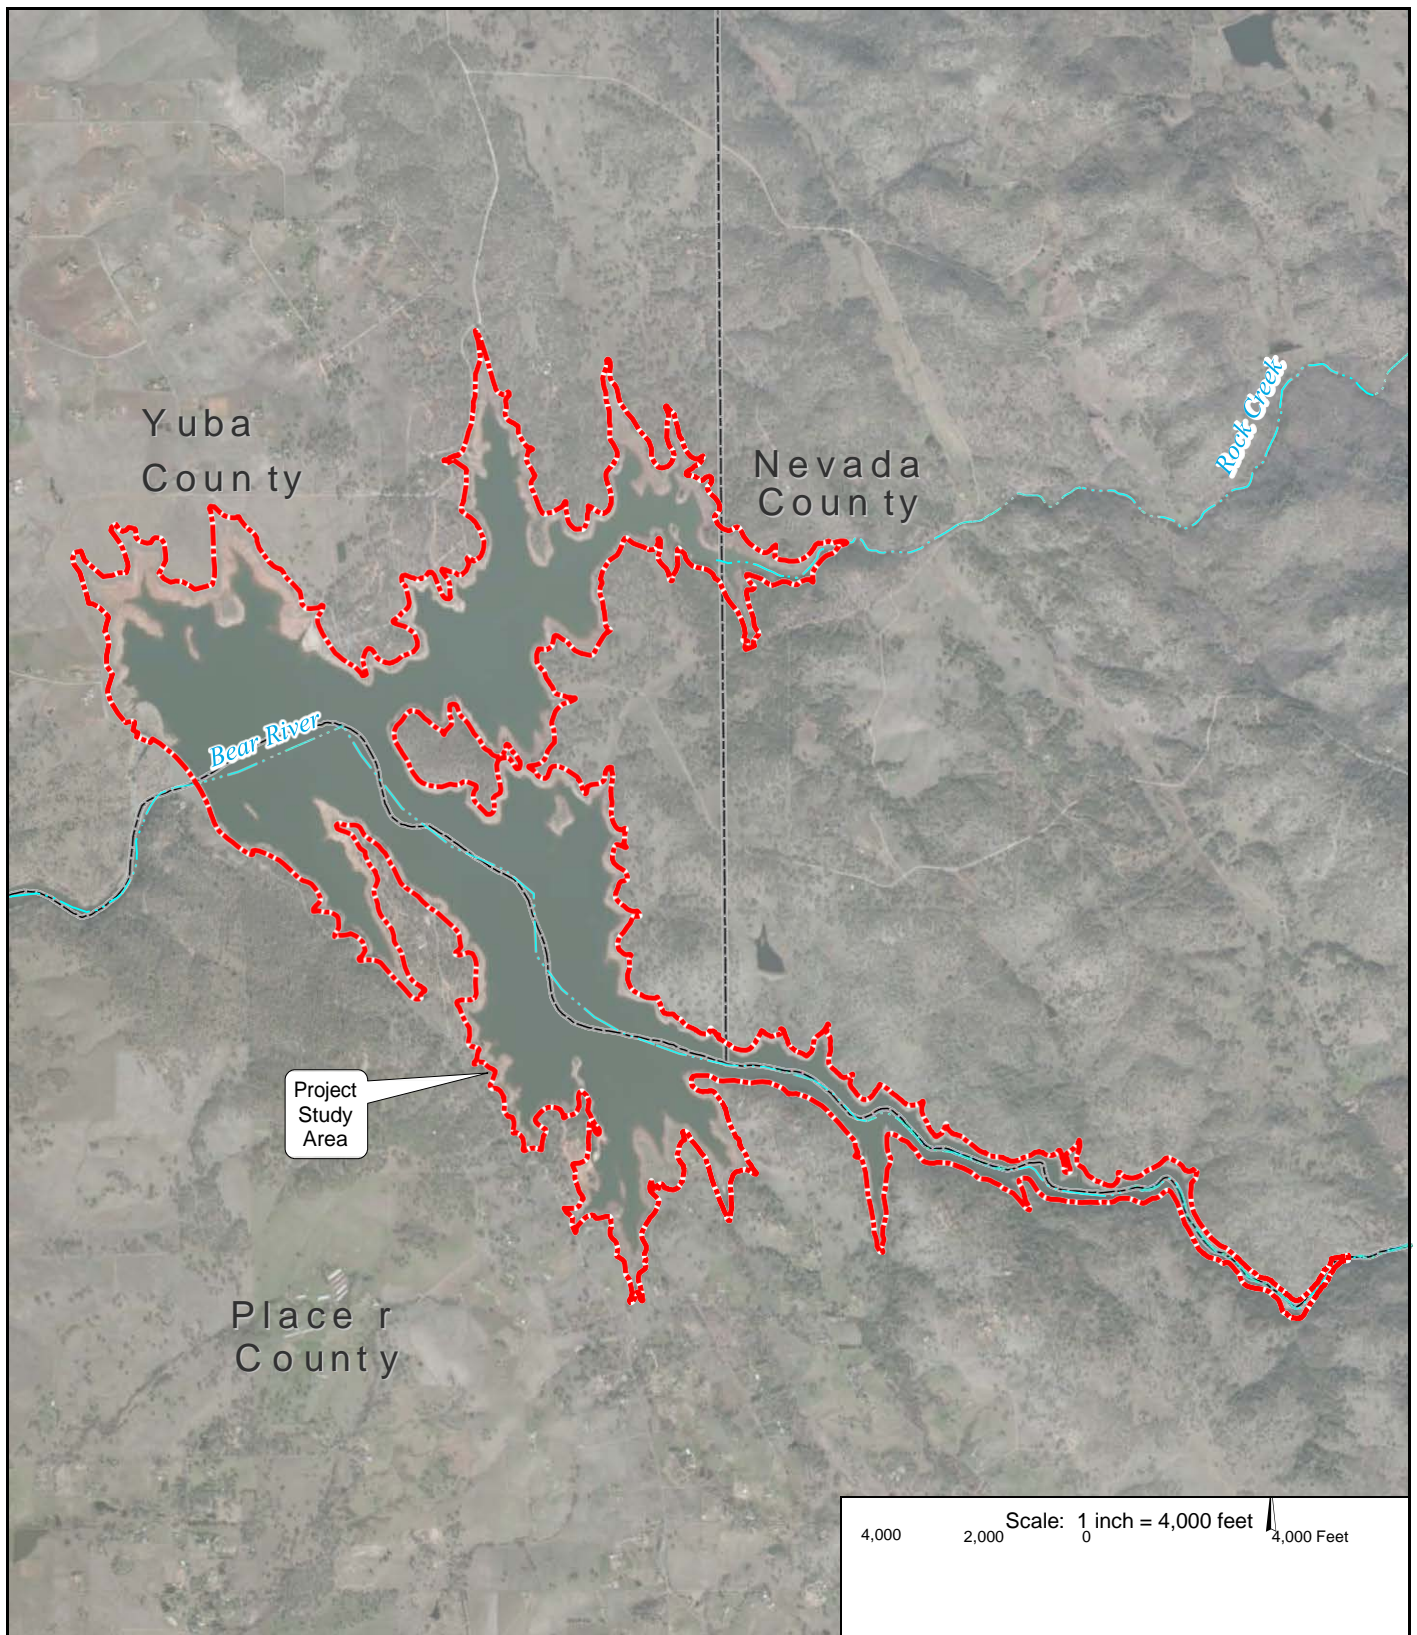 Yuba
County
Nevada
County
Rock Creek
Bear River
Project
Study
Area
Placer
County
Scale: 1 inch = 4,000 feet
4,000 2,000 0 4,000 Feet